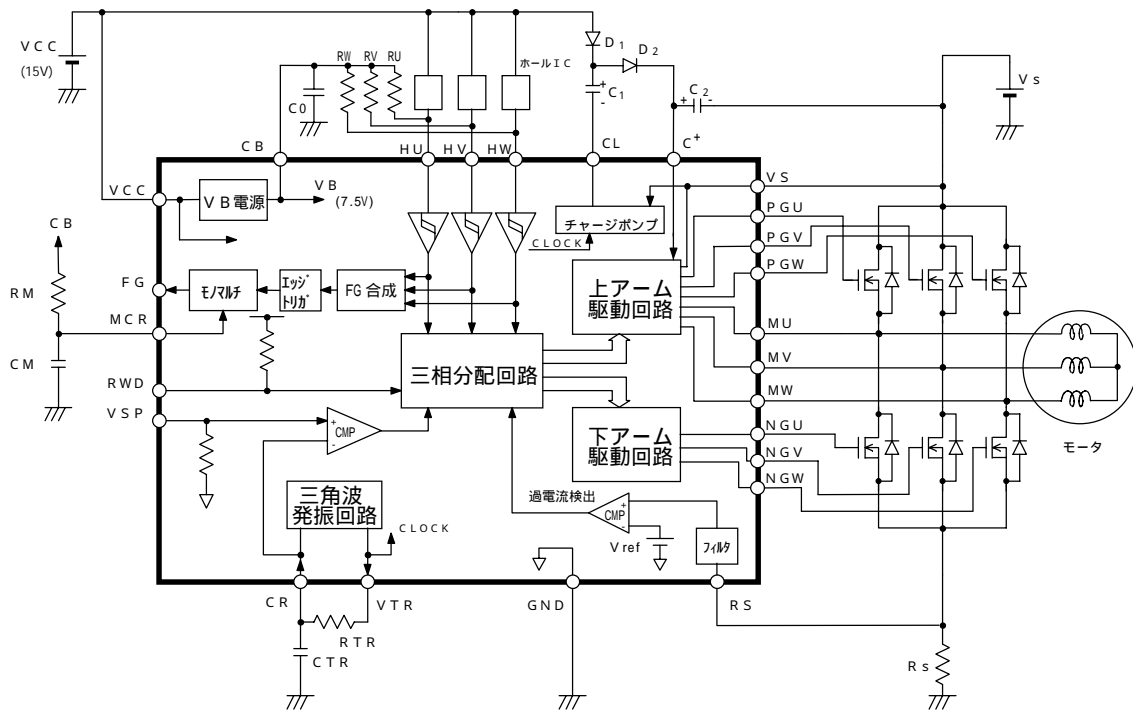 VCC
(15V)
RW
RV
RU
ホールIC
D1
D2
C0
C1
+
-
C2
+
-
Vs
CB
HU
HV
HW
CL
C+
VCC
VB電源
VB
(7.5V)
チャージポンプ
CLOCK
VS
PGU
PGV
PGW
CB
RM
FG
モノマルチ
エッジ
トリガ
FG合成
上アーム
駆動回路
MCR
CM
MU
MV
MW
三相分配回路
RWD
VSP
+
-
CMP
下アーム
駆動回路
NGU
NGV
NGW
モータ
三角波
発振回路
CLOCK
過電流検出
CMP
+
-
Vref
フィルタ
CR
VTR
GND
RS
RTR
CTR
Rs